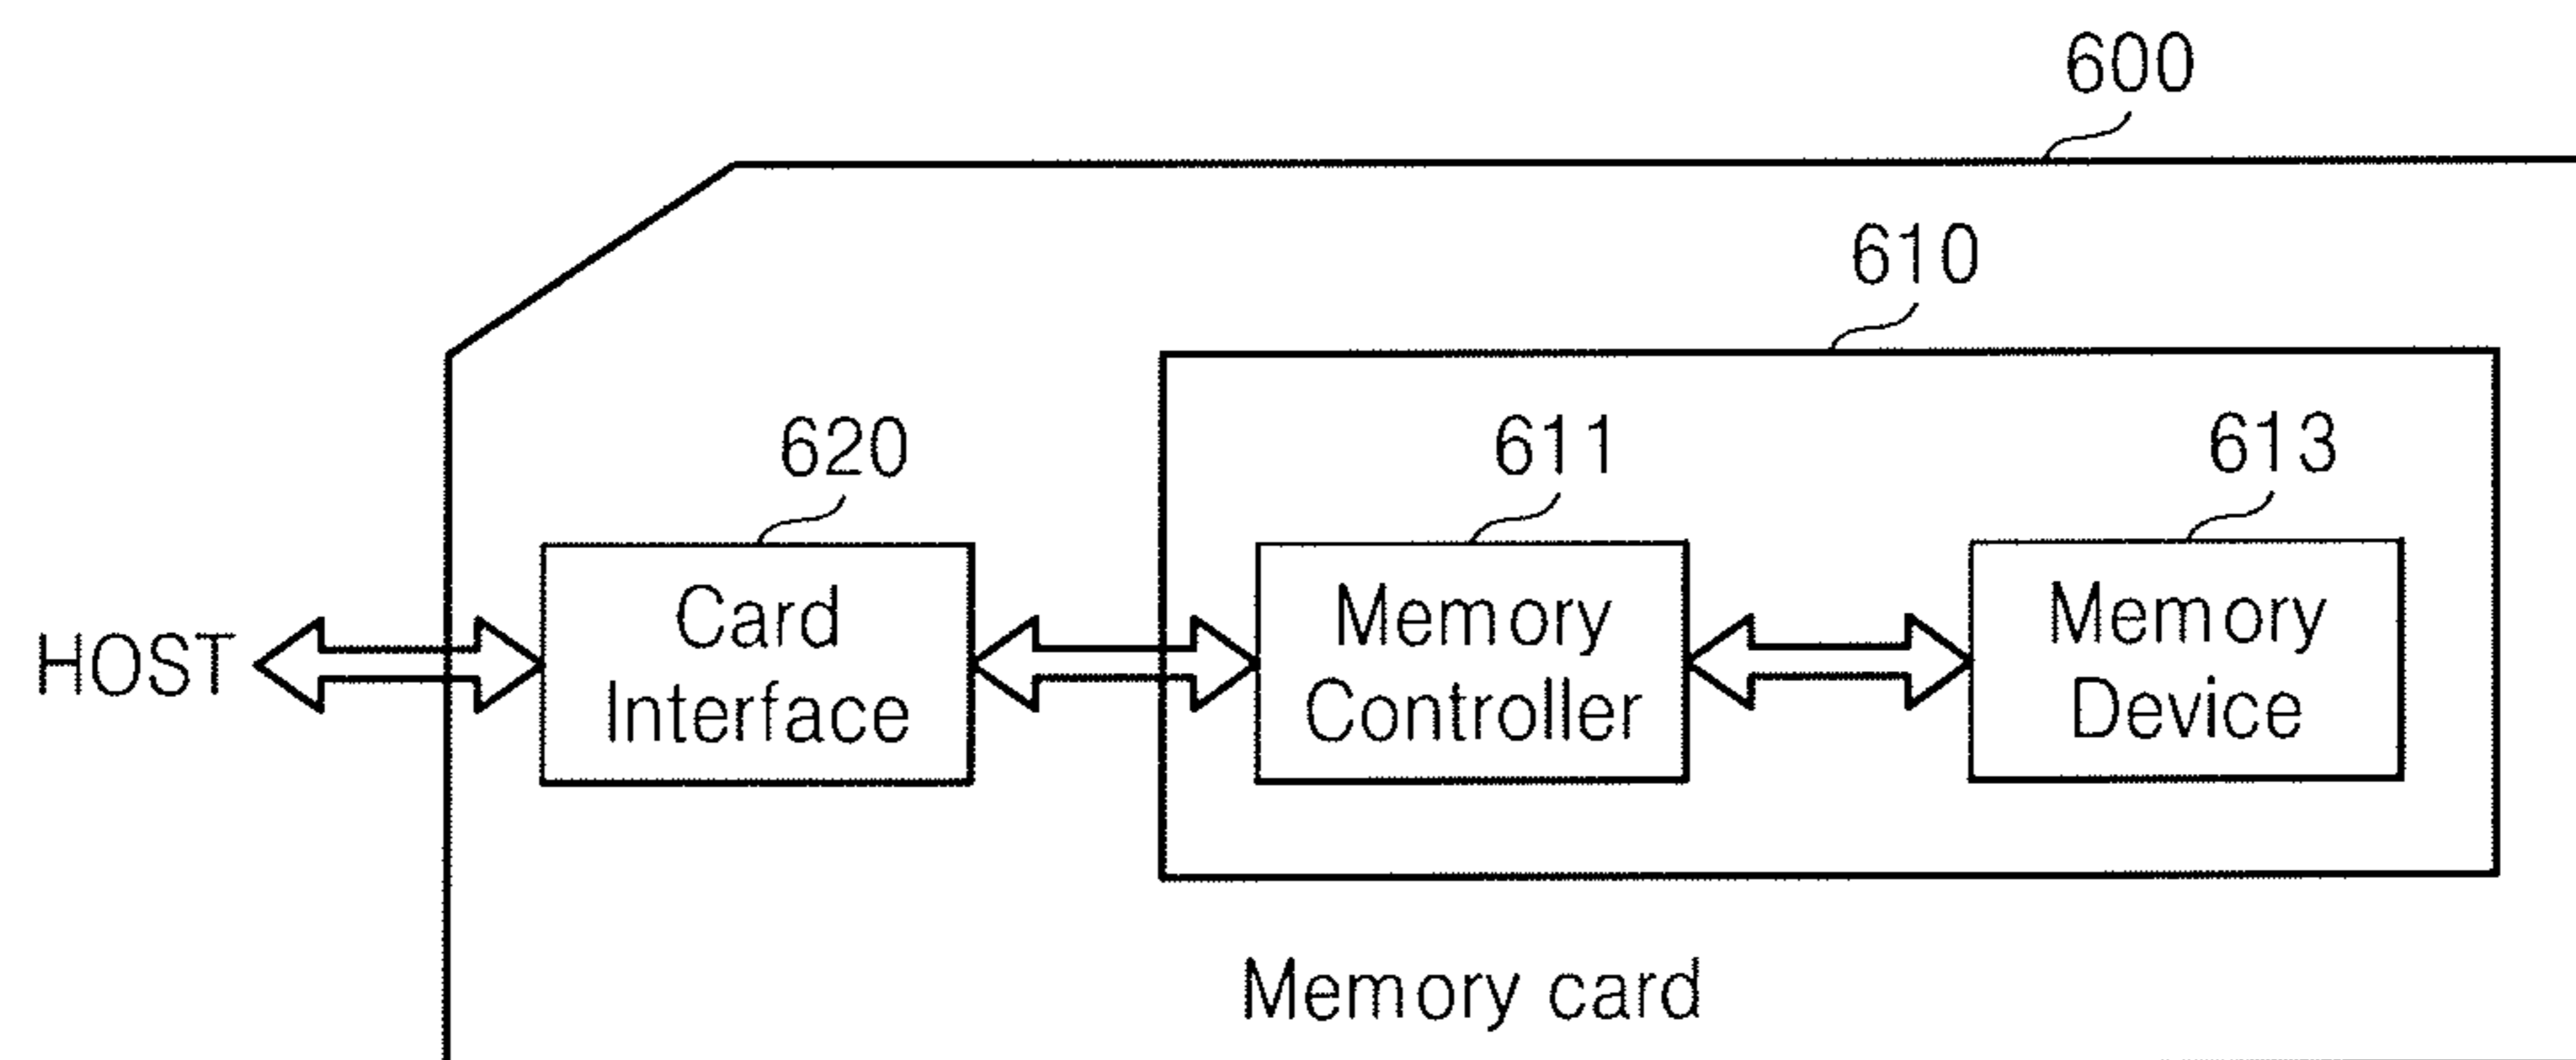 600
610
620
611
613
HOST
Card
Interface
Memory
Controller
Memory
Device
Memory card